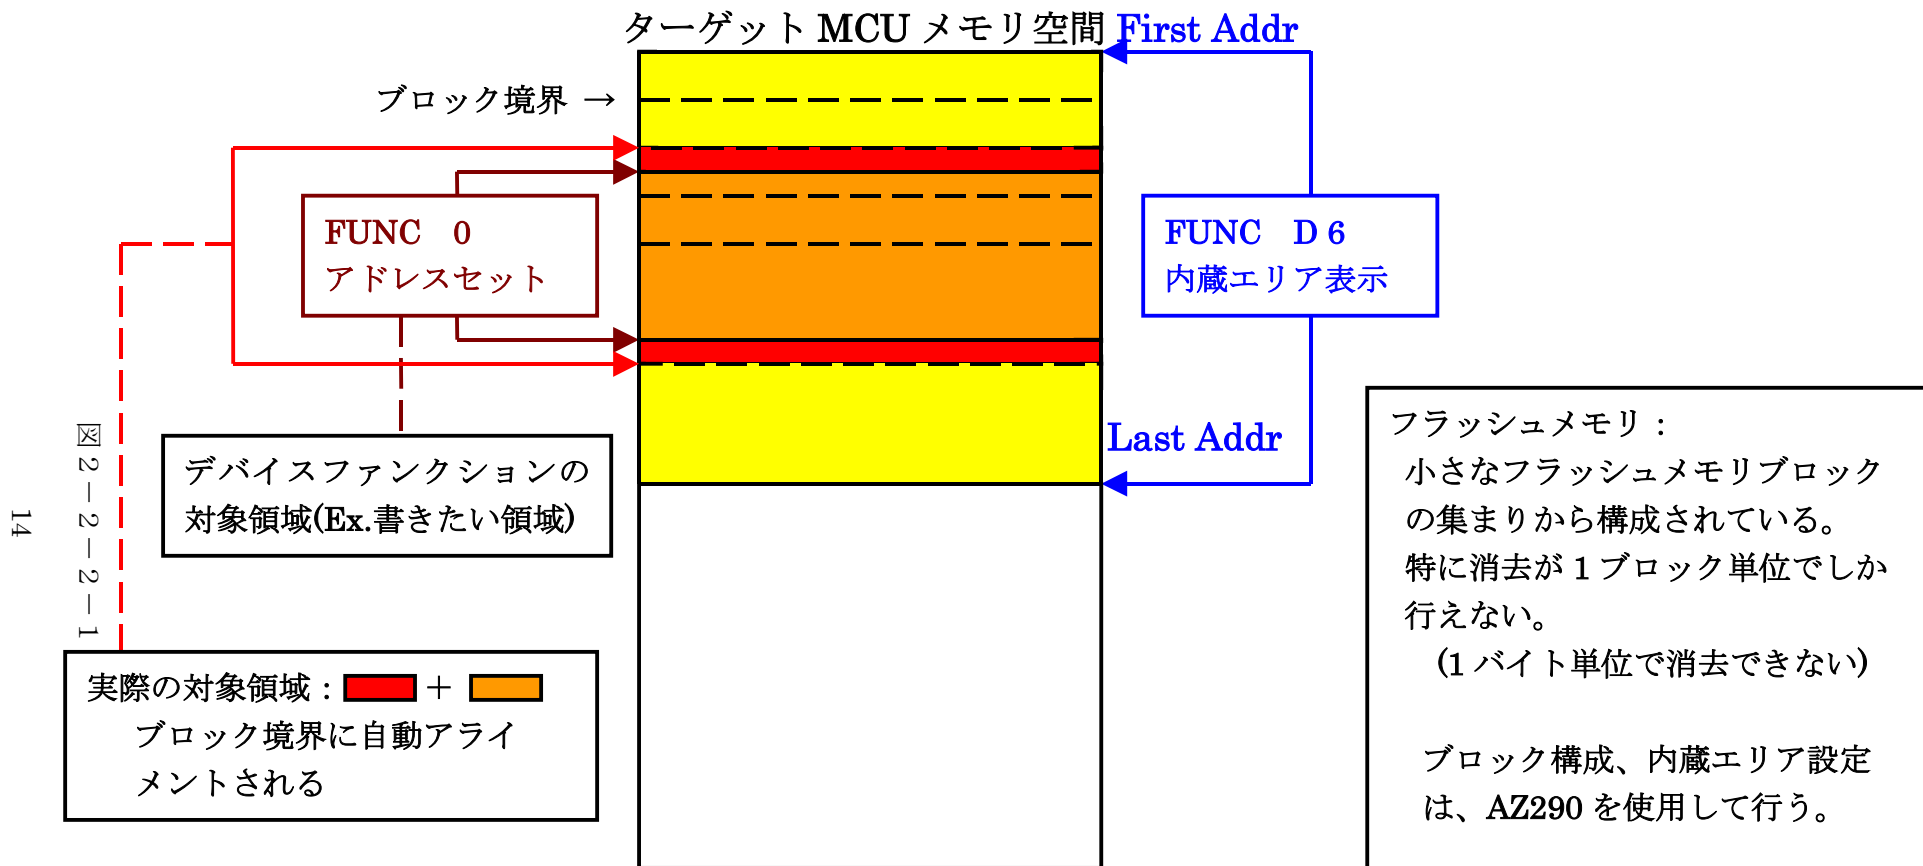 ターゲット MCU メモリ空間 First Addr
ブロック境界 →
FUNC 0
アドレスセット
FUNC D 6
内蔵エリア表示
Last Addr
デバイスファンクションの
対象領域(Ex.書きたい領域)
実際の対象領域： ＋
ブロック境界に自動アライ
メントされる
フラッシュメモリ：
小さなフラッシュメモリブロック
の集まりから構成されている。
特に消去が 1 ブロック単位でしか
行えない。
(1 バイト単位で消去できない)
ブロック構成、内蔵エリア設定
は、AZ290 を使用して行う。
図２－２－２－１
14